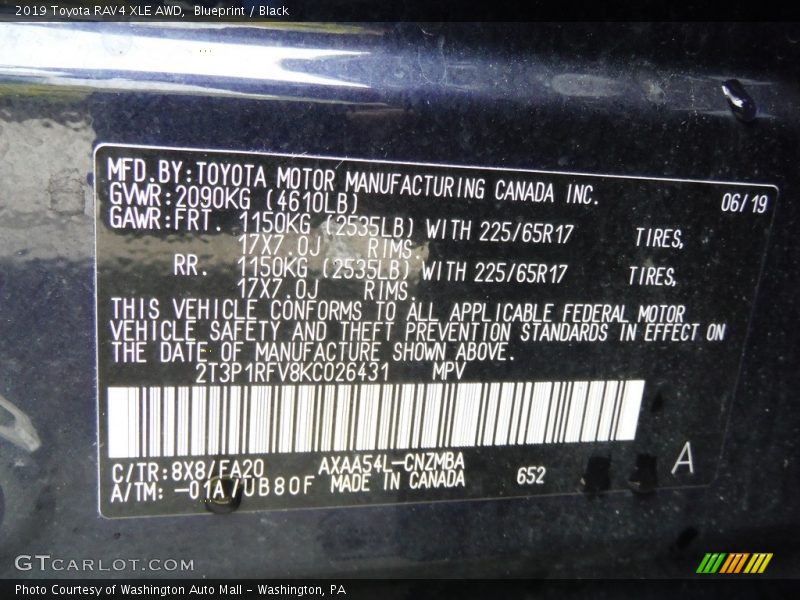 2019 Toyota RAV4 XLE AWD, Blueprint / Black
MFD.BY:TOYOTA MOTOR MANUFACTURING CANADA INC.
GVWR:2090KG (4610LB) 06/19
GAWR:FRT. 1150KG (2535LB) WITH 225/65R17 TIRES,
17X7.0J RIMS.
RR. 1150KG (2535LB) WITH 225/65R17 TIRES,
17X7.0J RIMS.
THIS VEHICLE CONFORMS TO ALL APPLICABLE FEDERAL MOTOR
VEHICLE SAFETY AND THEFT PREVENTION STANDARDS IN EFFECT ON
THE DATE OF MANUFACTURE SHOWN ABOVE.
2T3P1RFV8KC026431 MPV
C/TR:8X8/FA20 AXAA54L-CNZMBA
A/TM: -01A/UB80F MADE IN CANADA 652 A
GTCARLOT.COM
Photo Courtesy of Washington Auto Mall - Washington, PA